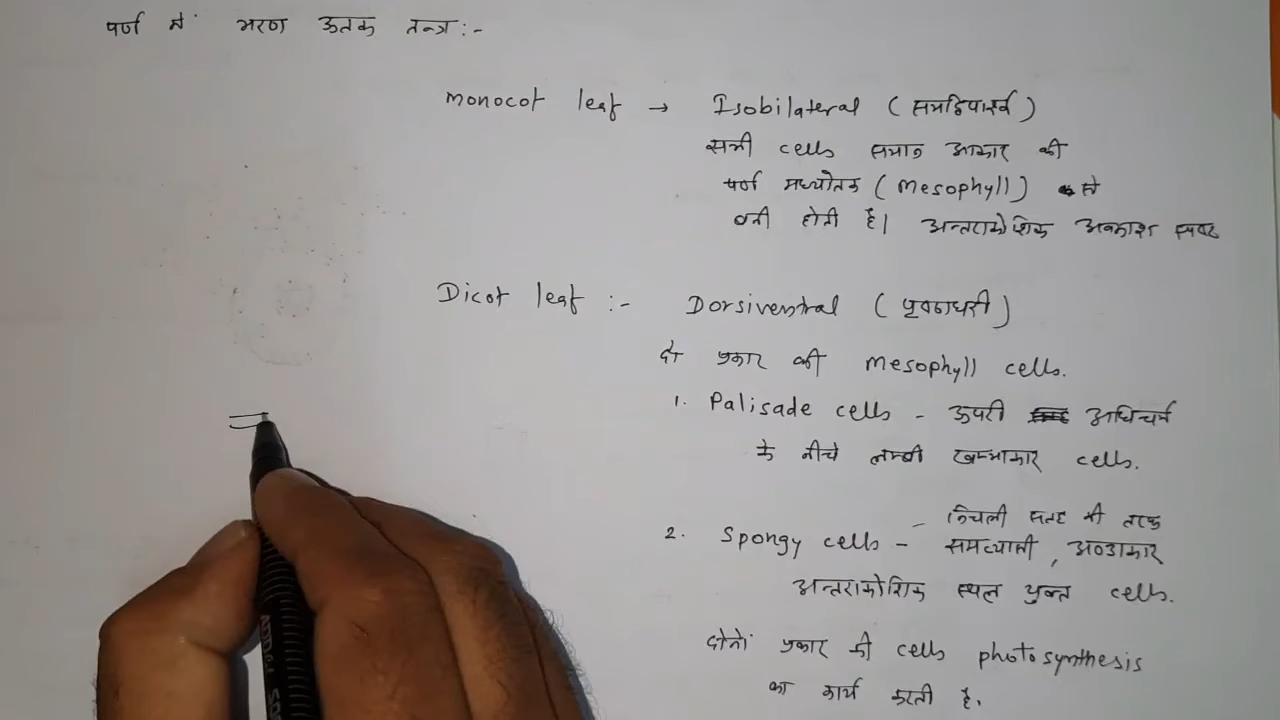 पर्ण में भरण ऊतक तन्त्र :-
monocot leaf → Isobilateral ( समद्विपार्श्व )
सभी cells समान आकार की
पर्ण मध्योतक ( Mesophyll ) से
बनी होती है। अन्तराकोशिक अवकाश स्पष्ट
Dicot leaf :- Dorsiventral ( पृष्ठाधरी )
दो प्रकार की Mesophyll cells.
1. Palisade cells - ऊपरी अधिचर्म
के नीचे लम्बी खम्भाकार cells.
2. Spongy cells - निचली सतह की तरफ
समव्यासी , अण्डाकार
अन्तराकोशिक स्थल युक्त cells.
दोनों प्रकार की cells photosynthesis
का कार्य करती है.